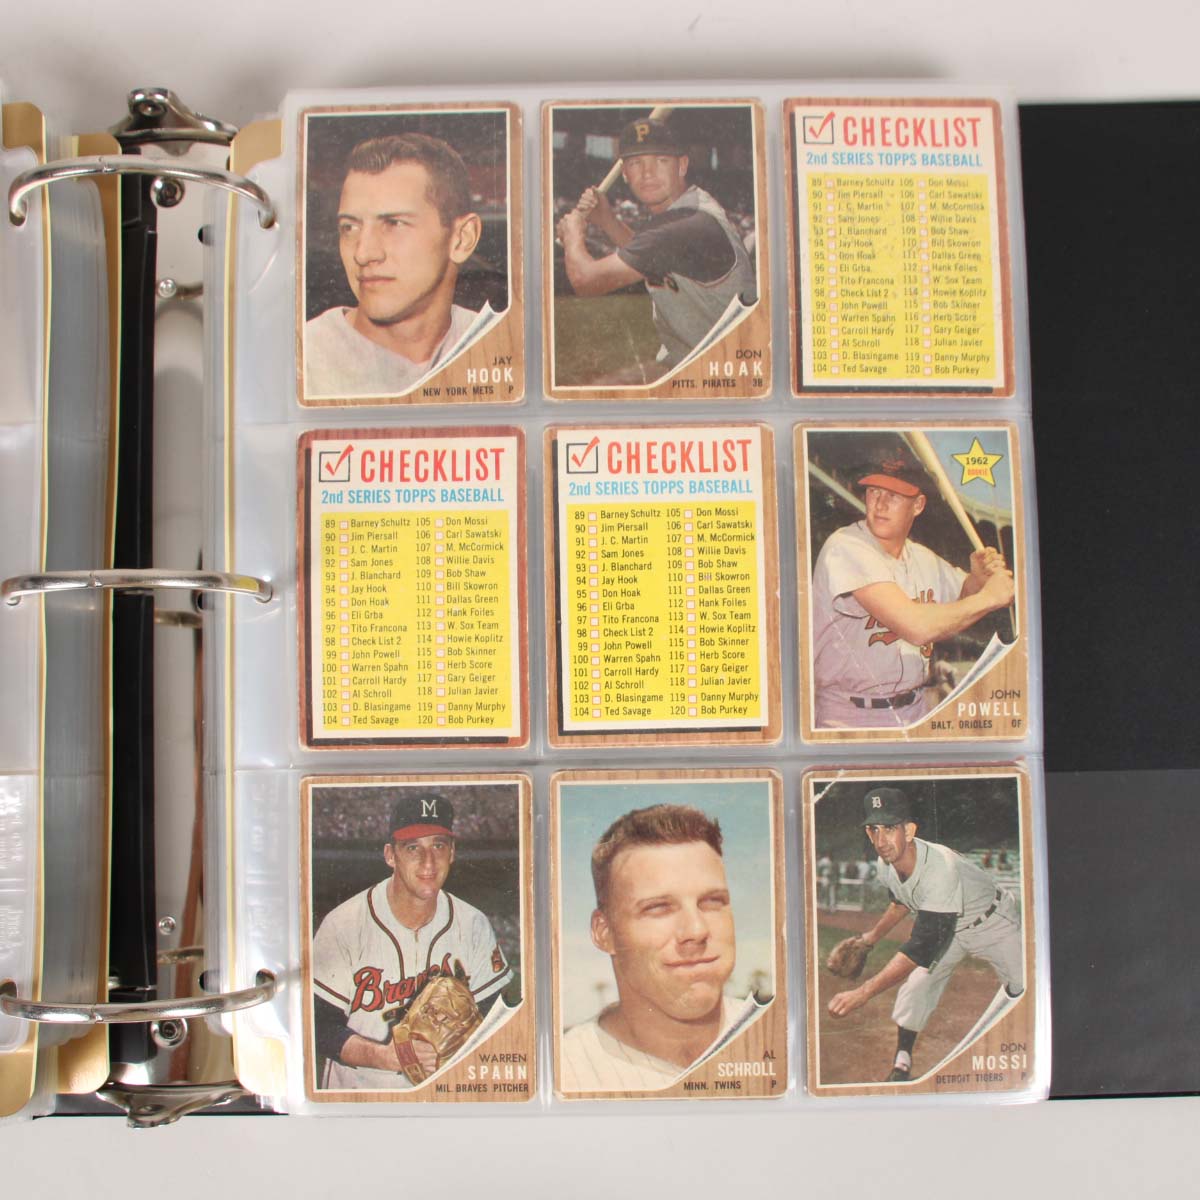 JAY
HOOK
NEW YORK METS P
P
DON
HOAK
PITTS. PIRATES 3B
CHECKLIST
2nd SERIES TOPPS BASEBALL
89 Barney Schultz 105 Don Mossi
90 Jim Piersall 106 Carl Sawatski
91 J. C. Martin 107 M. McCormick
92 Sam Jones 108 Willie Davis
93 J. Blanchard 109 Bob Shaw
94 Jay Hook 110 Bill Skowron
95 Don Hoak 111 Dallas Green
96 Eli Grba 112 Hank Foiles
97 Tito Francona 113 W. Sox Team
98 Check List 2 114 Howie Koplitz
99 John Powell 115 Bob Skinner
100 Warren Spahn 116 Herb Score
101 Carroll Hardy 117 Gary Geiger
102 Al Schroll 118 Julian Javier
103 D. Blasingame 119 Danny Murphy
104 Ted Savage 120 Bob Purkey
CHECKLIST
2nd SERIES TOPPS BASEBALL
89 Barney Schultz 105 Don Mossi
90 Jim Piersall 106 Carl Sawatski
91 J. C. Martin 107 M. McCormick
92 Sam Jones 108 Willie Davis
93 J. Blanchard 109 Bob Shaw
94 Jay Hook 110 Bill Skowron
95 Don Hoak 111 Dallas Green
96 Eli Grba 112 Hank Foiles
97 Tito Francona 113 W. Sox Team
98 Check List 2 114 Howie Koplitz
99 John Powell 115 Bob Skinner
100 Warren Spahn 116 Herb Score
101 Carroll Hardy 117 Gary Geiger
102 Al Schroll 118 Julian Javier
103 D. Blasingame 119 Danny Murphy
104 Ted Savage 120 Bob Purkey
CHECKLIST
2nd SERIES TOPPS BASEBALL
89 Barney Schultz 105 Don Mossi
90 Jim Piersall 106 Carl Sawatski
91 J. C. Martin 107 M. McCormick
92 Sam Jones 108 Willie Davis
93 J. Blanchard 109 Bob Shaw
94 Jay Hook 110 Bill Skowron
95 Don Hoak 111 Dallas Green
96 Eli Grba 112 Hank Foiles
97 Tito Francona 113 W. Sox Team
98 Check List 2 114 Howie Koplitz
99 John Powell 115 Bob Skinner
100 Warren Spahn 116 Herb Score
101 Carroll Hardy 117 Gary Geiger
102 Al Schroll 118 Julian Javier
103 D. Blasingame 119 Danny Murphy
104 Ted Savage 120 Bob Purkey
1962
ROOKIE
JOHN
POWELL
BALT. ORIOLES OF
M
Braves
WARREN
SPAHN
MIL. BRAVES PITCHER
AL
SCHROLL
MINN. TWINS P
DON
MOSSI
DETROIT TIGERS P